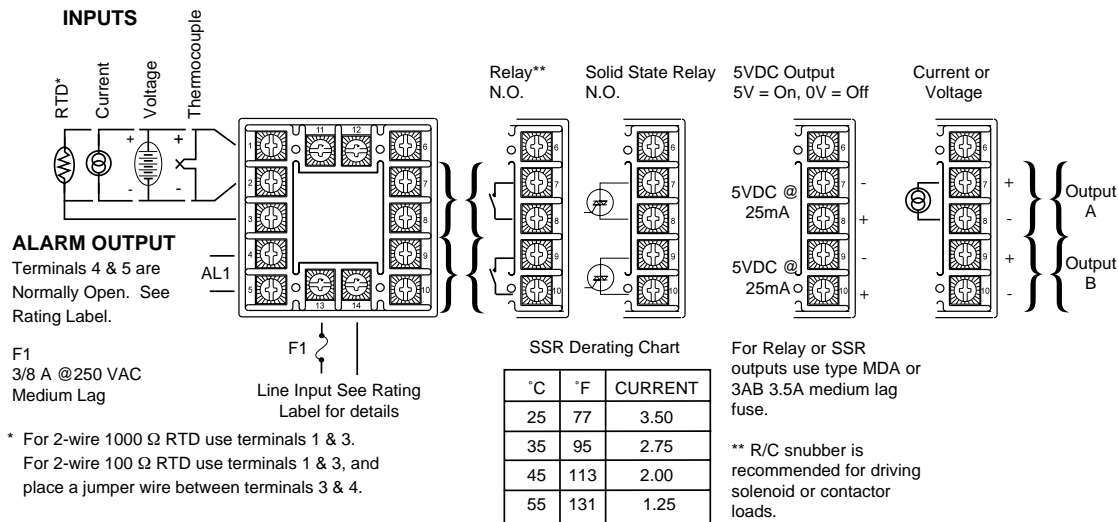 INPUTS
RTD*
Current
Voltage
Thermocouple
+ +
- -
1
2
3
4
5
6
7
8
9
10
11 12
13 14
ALARM OUTPUT
Terminals 4 & 5 are
Normally Open. See
Rating Label.
AL1
F1
3/8 A @250 VAC
Medium Lag
F1
Line Input See Rating
Label for details
* For 2-wire 1000 Ω RTD use terminals 1 & 3.
For 2-wire 100 Ω RTD use terminals 1 & 3, and
place a jumper wire between terminals 3 & 4.
Relay**
N.O.
6
7
8
9
10
Solid State Relay
N.O.
6
7
8
9
10
5VDC Output
5V = On, 0V = Off
5VDC @
25mA
5VDC @
25mA
6
7 -
8 +
9 -
10 +
Current or
Voltage
6
7 +
8 -
9 +
10 -
Output
A
Output
B
SSR Derating Chart
°C °F CURRENT
25 77 3.50
35 95 2.75
45 113 2.00
55 131 1.25
For Relay or SSR
outputs use type MDA or
3AB 3.5A medium lag
fuse.
** R/C snubber is
recommended for driving
solenoid or contactor
loads.